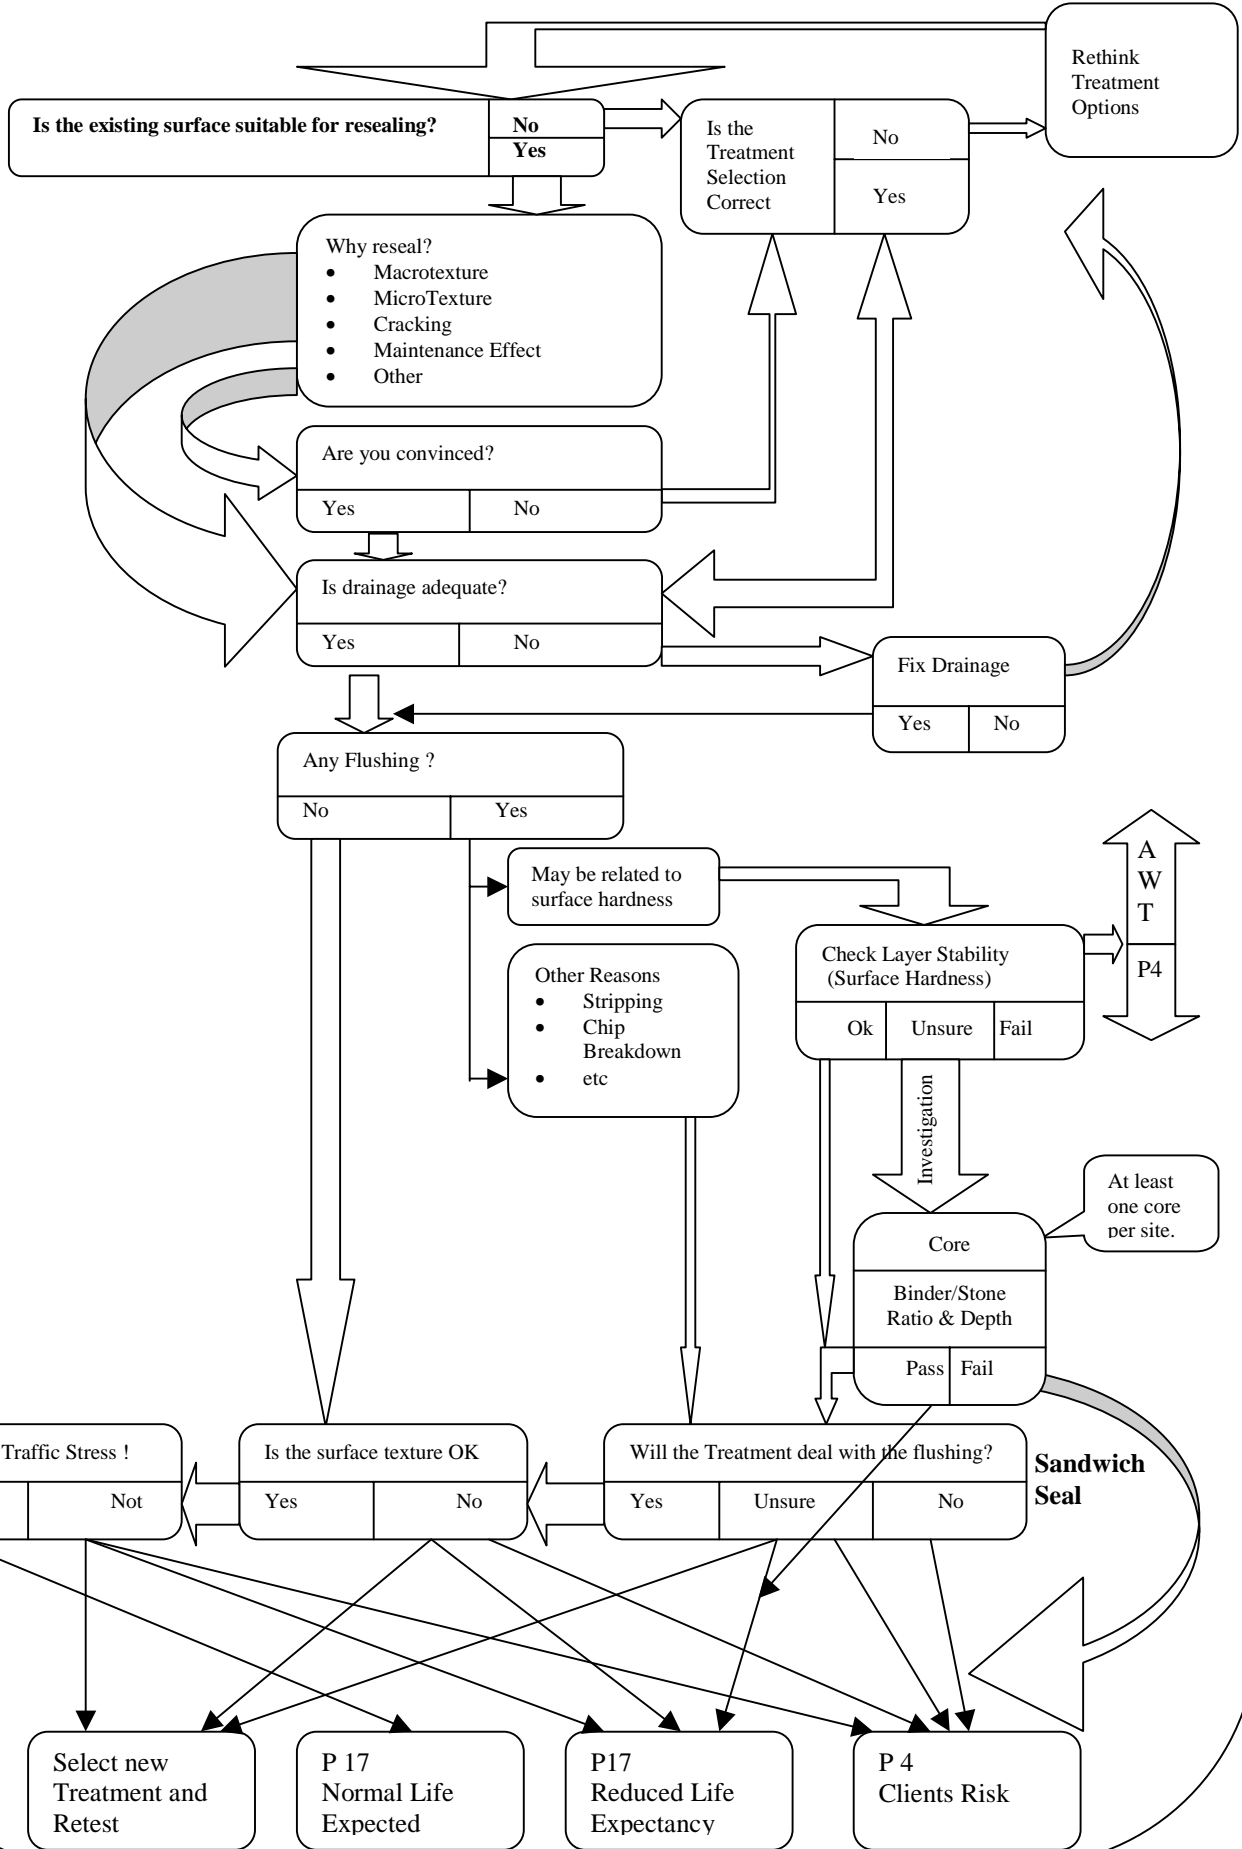 Rethink
Treatment
Options
Is the existing surface suitable for resealing?
No
Yes
Is the
Treatment
Selection
Correct
No
Yes
Why reseal?
• Macrotexture
• MicroTexture
• Cracking
• Maintenance Effect
• Other
Are you convinced?
Yes
No
Is drainage adequate?
Yes
No
Fix Drainage
Yes
No
Any Flushing ?
No
Yes
May be related to
surface hardness
A
W
T
P4
Check Layer Stability
(Surface Hardness)
Ok
Unsure
Fail
Other Reasons
• Stripping
• Chip
Breakdown
• etc
Investigation
At least
one core
per site.
Core
Binder/Stone
Ratio & Depth
Pass
Fail
Traffic Stress !
Not
Is the surface texture OK
Yes
No
Will the Treatment deal with the flushing?
Yes
Unsure
No
Sandwich
Seal
Select new
Treatment and
Retest
P 17
Normal Life
Expected
P17
Reduced Life
Expectancy
P 4
Clients Risk